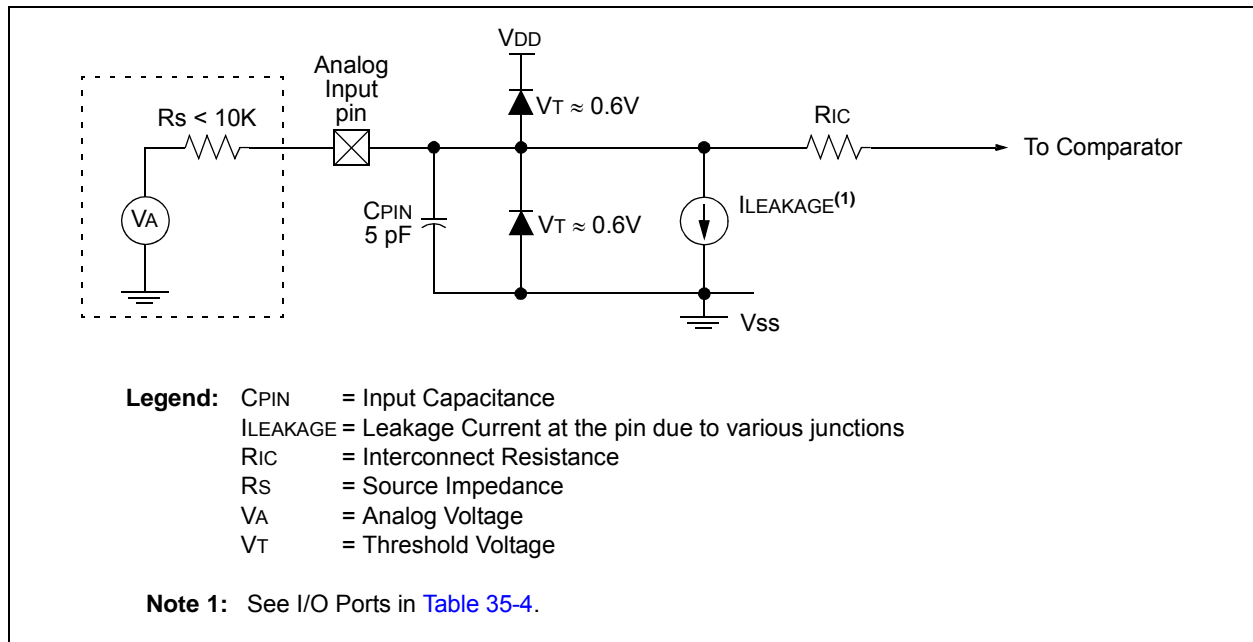 VDD
Analog
Input
pin
Rs < 10K
VT ≈ 0.6V
RIC
To Comparator
VA
CPIN
5 pF
VT ≈ 0.6V
ILEAKAGE(1)
Vss
Legend: CPIN = Input Capacitance
ILEAKAGE = Leakage Current at the pin due to various junctions
RIC = Interconnect Resistance
RS = Source Impedance
VA = Analog Voltage
VT = Threshold Voltage
Note 1: See I/O Ports in Table 35-4.